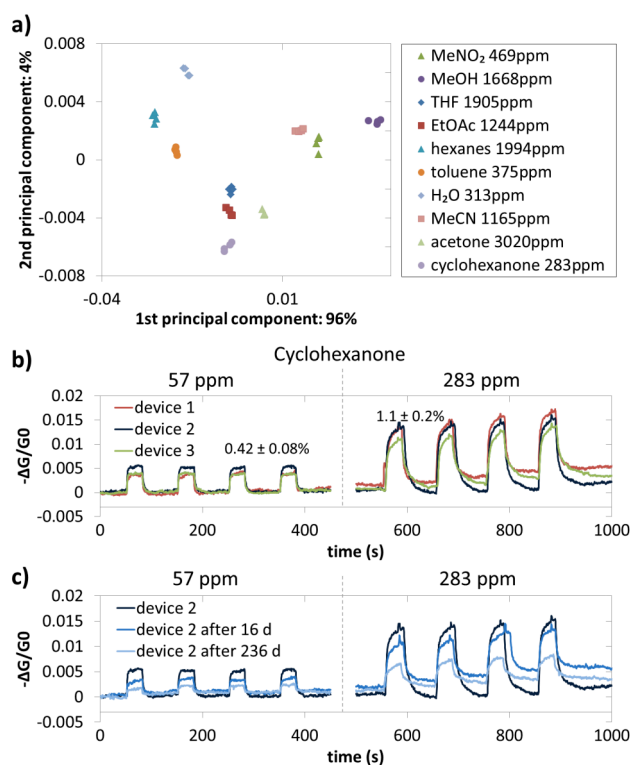 a)
0.008
0.004
0
-0.004
-0.008
-0.04
0.01
2nd principal component: 4%
1st principal component: 96%
MeNO₂ 469ppm
MeOH 1668ppm
THF 1905ppm
EtOAc 1244ppm
hexanes 1994ppm
toluene 375ppm
H₂O 313ppm
MeCN 1165ppm
acetone 3020ppm
cyclohexanone 283ppm
b)
Cyclohexanone
57 ppm
283 ppm
0.02
0.015
0.01
0.005
0
-0.005
-ΔG/G0
device 1
device 2
device 3
0.42 ± 0.08%
1.1 ± 0.2%
0
200
400
600
800
1000
time (s)
c)
57 ppm
283 ppm
0.02
0.015
0.01
0.005
0
-0.005
-ΔG/G0
device 2
device 2 after 16 d
device 2 after 236 d
0
200
400
600
800
1000
time (s)